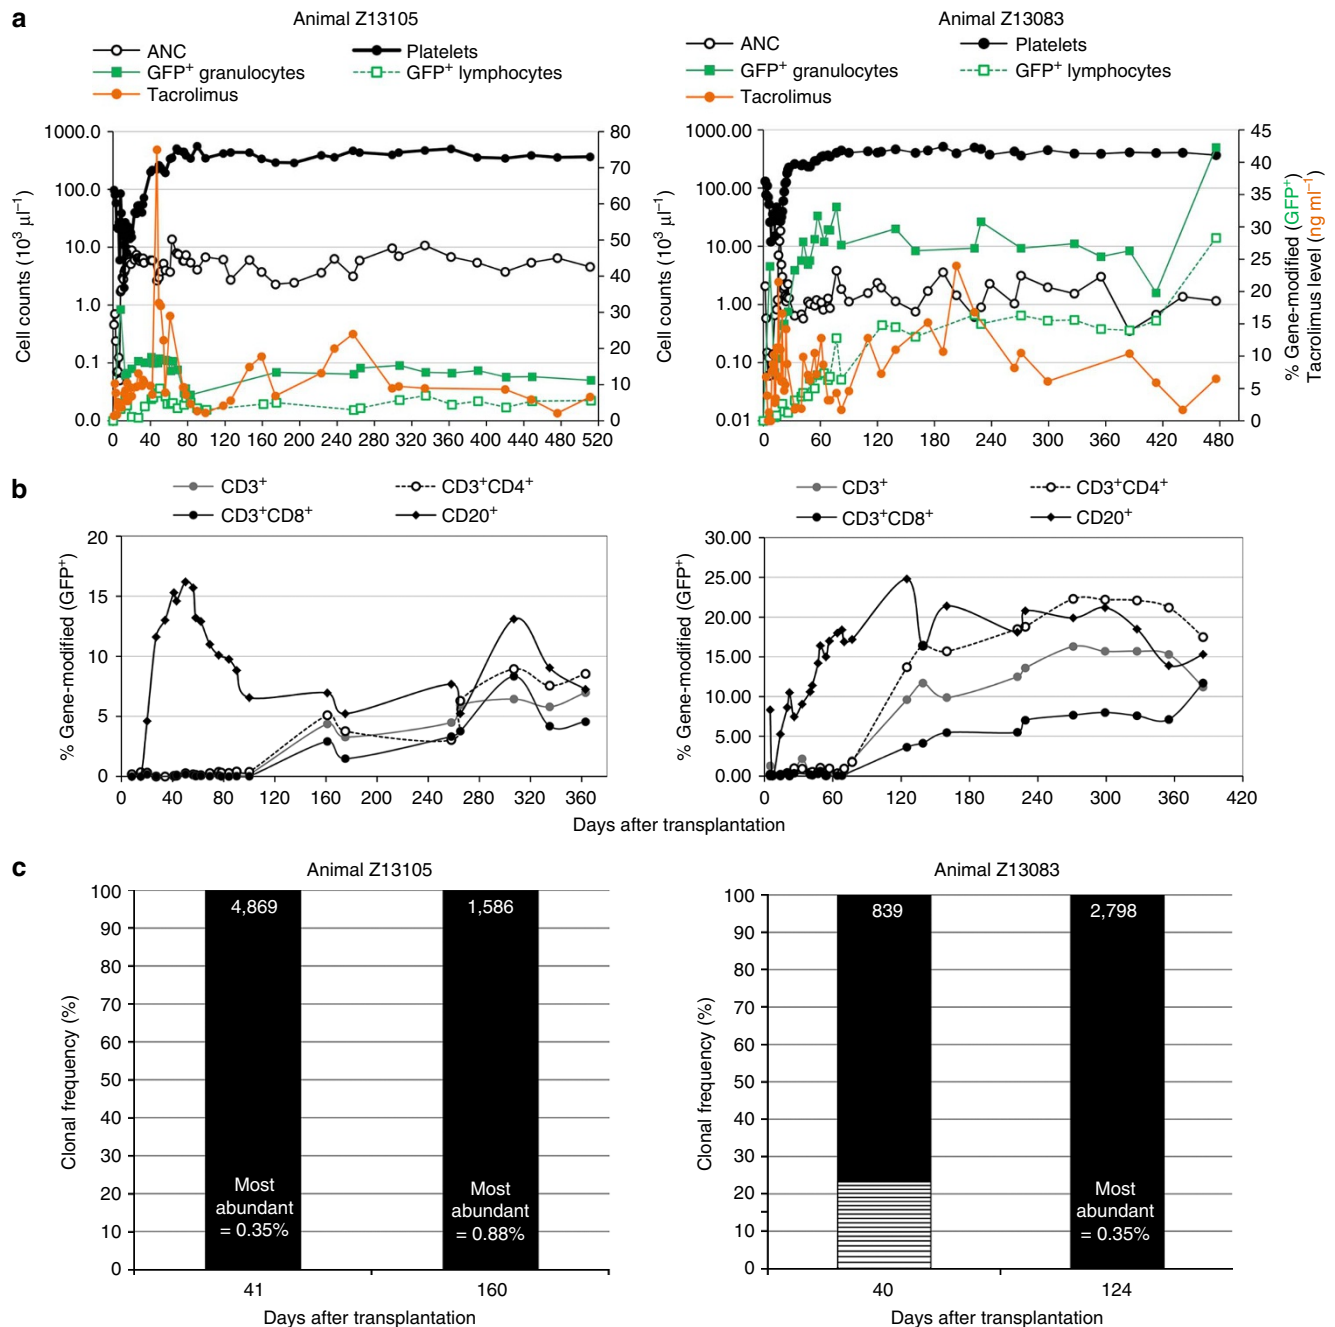 a
Animal Z13105
ANC
Platelets
GFP+ granulocytes
GFP+ lymphocytes
Tacrolimus
1000.0
100.0
10.0
1.0
0.1
0.0
Cell counts (10³ µl⁻¹)
80
70
60
50
40
30
20
10
0
0 40 80 120 160 200 240 280 320 360 400 440 480 520
Animal Z13083
ANC
Platelets
GFP+ granulocytes
GFP+ lymphocytes
Tacrolimus
1000.00
100.00
10.00
1.00
0.10
0.01
Cell counts (10³ µl⁻¹)
45
40
35
30
25
20
15
10
5
0
% Gene-modified (GFP+)
Tacrolimus level (ng ml⁻¹)
0 60 120 180 240 300 360 420 480
b
CD3+
CD3+CD4+
CD3+CD8+
CD20+
20
15
10
5
0
% Gene-modified (GFP+)
0 40 80 120 160 200 240 280 320 360
CD3+
CD3+CD4+
CD3+CD8+
CD20+
30.00
25.00
20.00
15.00
10.00
5.00
0.00
% Gene-modified (GFP+)
0 60 120 180 240 300 360 420
Days after transplantation
c
Animal Z13105
100
90
80
70
60
50
40
30
20
10
0
Clonal frequency (%)
4,869
Most
abundant
= 0.35%
1,586
Most
abundant
= 0.88%
41 160
Days after transplantation
Animal Z13083
100
90
80
70
60
50
40
30
20
10
0
Clonal frequency (%)
839
2,798
Most
abundant
= 0.35%
40 124
Days after transplantation